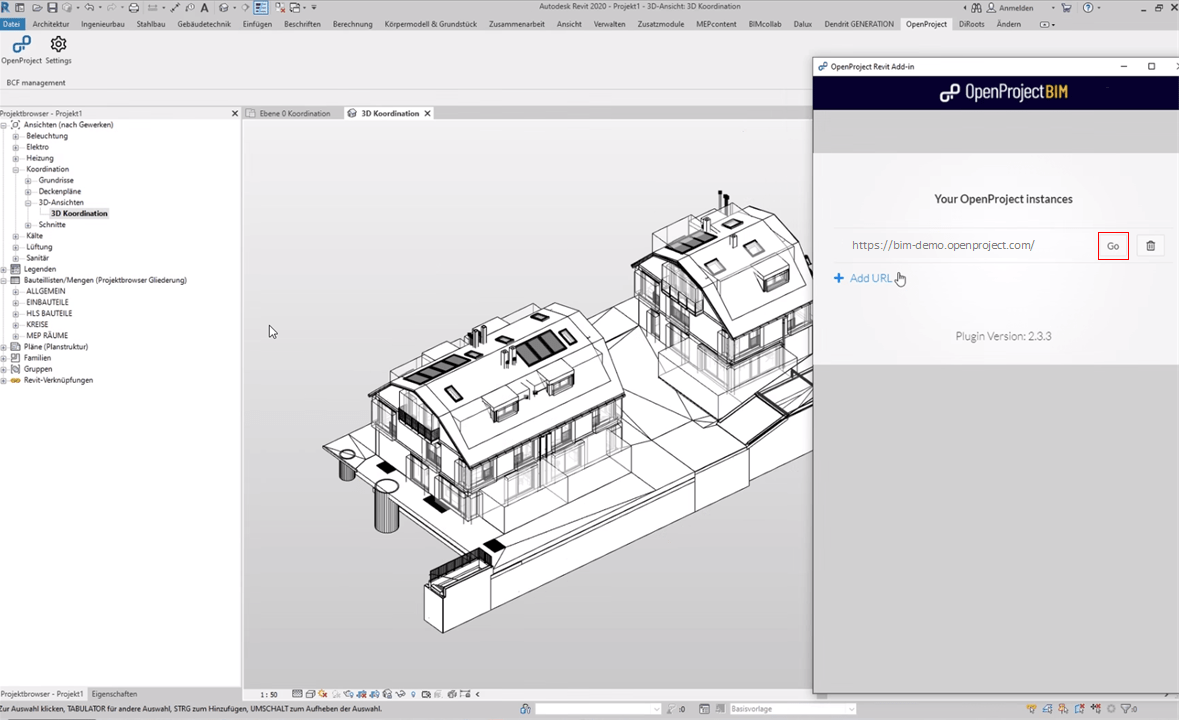 Autodesk Revit 2020 - Projekt1 - 3D-Ansicht: 3D Koordination
Anmelden
Datei Architektur Ingenieurbau Stahlbau Gebäudetechnik Einfügen Beschriften Berechnung Körpermodell & Grundstück Zusammenarbeit Ansicht Verwalten Zusatzmodule MEPcontent BIMcollab Dalux Dendrit GENERATION OpenProject DiRoots Ändern
OpenProject Settings
BCF management
Projektbrowser - Projekt1
Ansichten (nach Gewerken)
Beleuchtung
Elektro
Heizung
Koordination
Grundrisse
Deckenpläne
3D-Ansichten
3D Koordination
Schnitte
Kälte
Lüftung
Sanitär
Legenden
Bauteillisten/Mengen (Projektbrowser Gliederung)
ALLGEMEIN
EINBAUTEILE
HLS BAUTEILE
KREISE
MEP RÄUME
Pläne (Planstruktur)
Familien
Gruppen
Revit-Verknüpfungen
Ebene 0 Koordination
3D Koordination
OpenProject Revit Add-in
OpenProjectBIM
Your OpenProject instances
https://bim-demo.openproject.com/
Go
Add URL
Plugin Version: 2.3.3
1 : 50
Projektbrowser - Projekt1 Eigenschaften
Zur Auswahl klicken, TABULATOR für andere Auswahl, STRG zum Hinzufügen, UMSCHALT zum Aufheben der Auswahl.
:0
Basisvorlage
:0